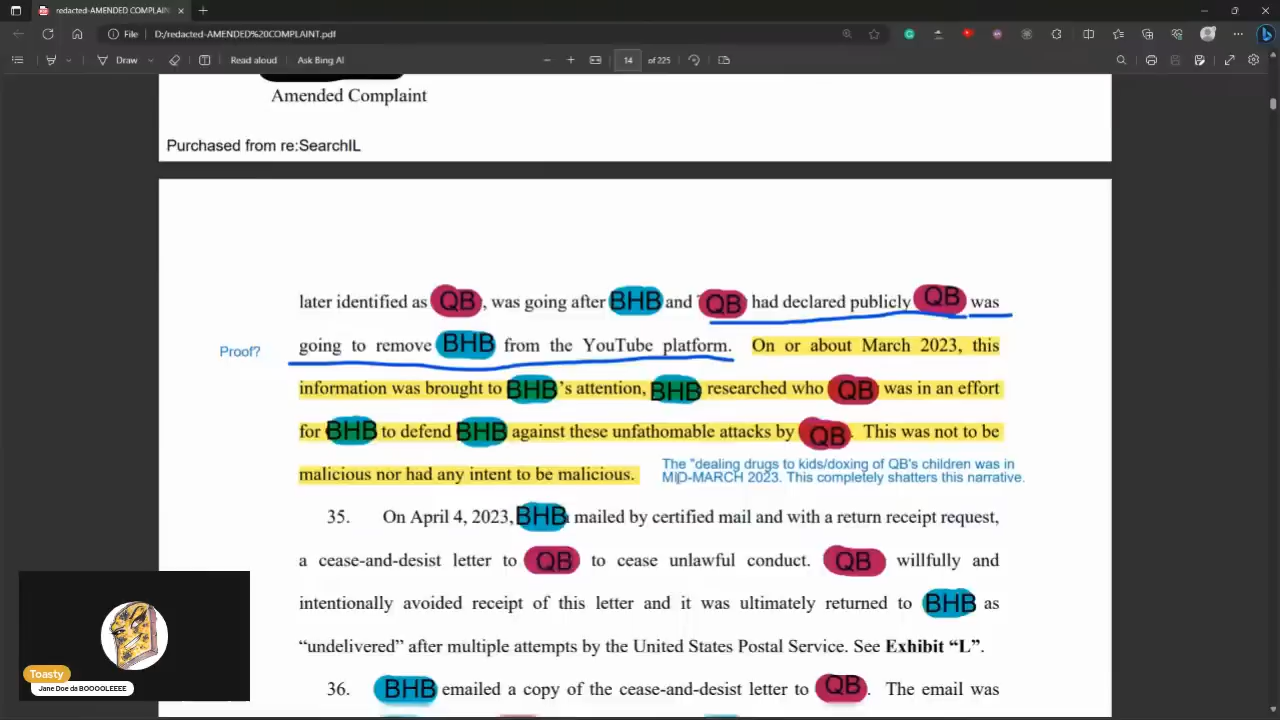 redacted-AMENDED COMPLAIN
File D:/redacted-AMENDED%20COMPLAINT.pdf
Draw Read aloud Ask Bing AI 14 of 225
Amended Complaint
Purchased from re:SearchIL
later identified as QB, was going after BHB and QB had declared publicly QB was
Proof? going to remove BHB from the YouTube platform. On or about March 2023, this
information was brought to BHB's attention, BHB researched who QB was in an effort
for BHB to defend BHB against these unfathomable attacks by QB. This was not to be
malicious nor had any intent to be malicious.
The "dealing drugs to kids/doxing of QB's children was in
MID-MARCH 2023. This completely shatters this narrative.
35. On April 4, 2023, BHB mailed by certified mail and with a return receipt request,
a cease-and-desist letter to QB to cease unlawful conduct. QB willfully and
intentionally avoided receipt of this letter and it was ultimately returned to BHB as
“undelivered” after multiple attempts by the United States Postal Service. See Exhibit “L”.
36. BHB emailed a copy of the cease-and-desist letter to QB. The email was
Toasty
Jane Doe da BOOOOLEEEE